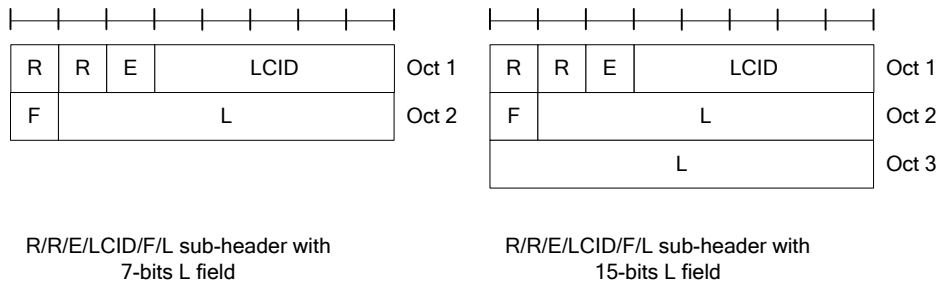 R R E LCID Oct 1
F L Oct 2
R/R/E/LCID/F/L sub-header with
7-bits L field
R R E LCID Oct 1
F L Oct 2
L Oct 3
R/R/E/LCID/F/L sub-header with
15-bits L field